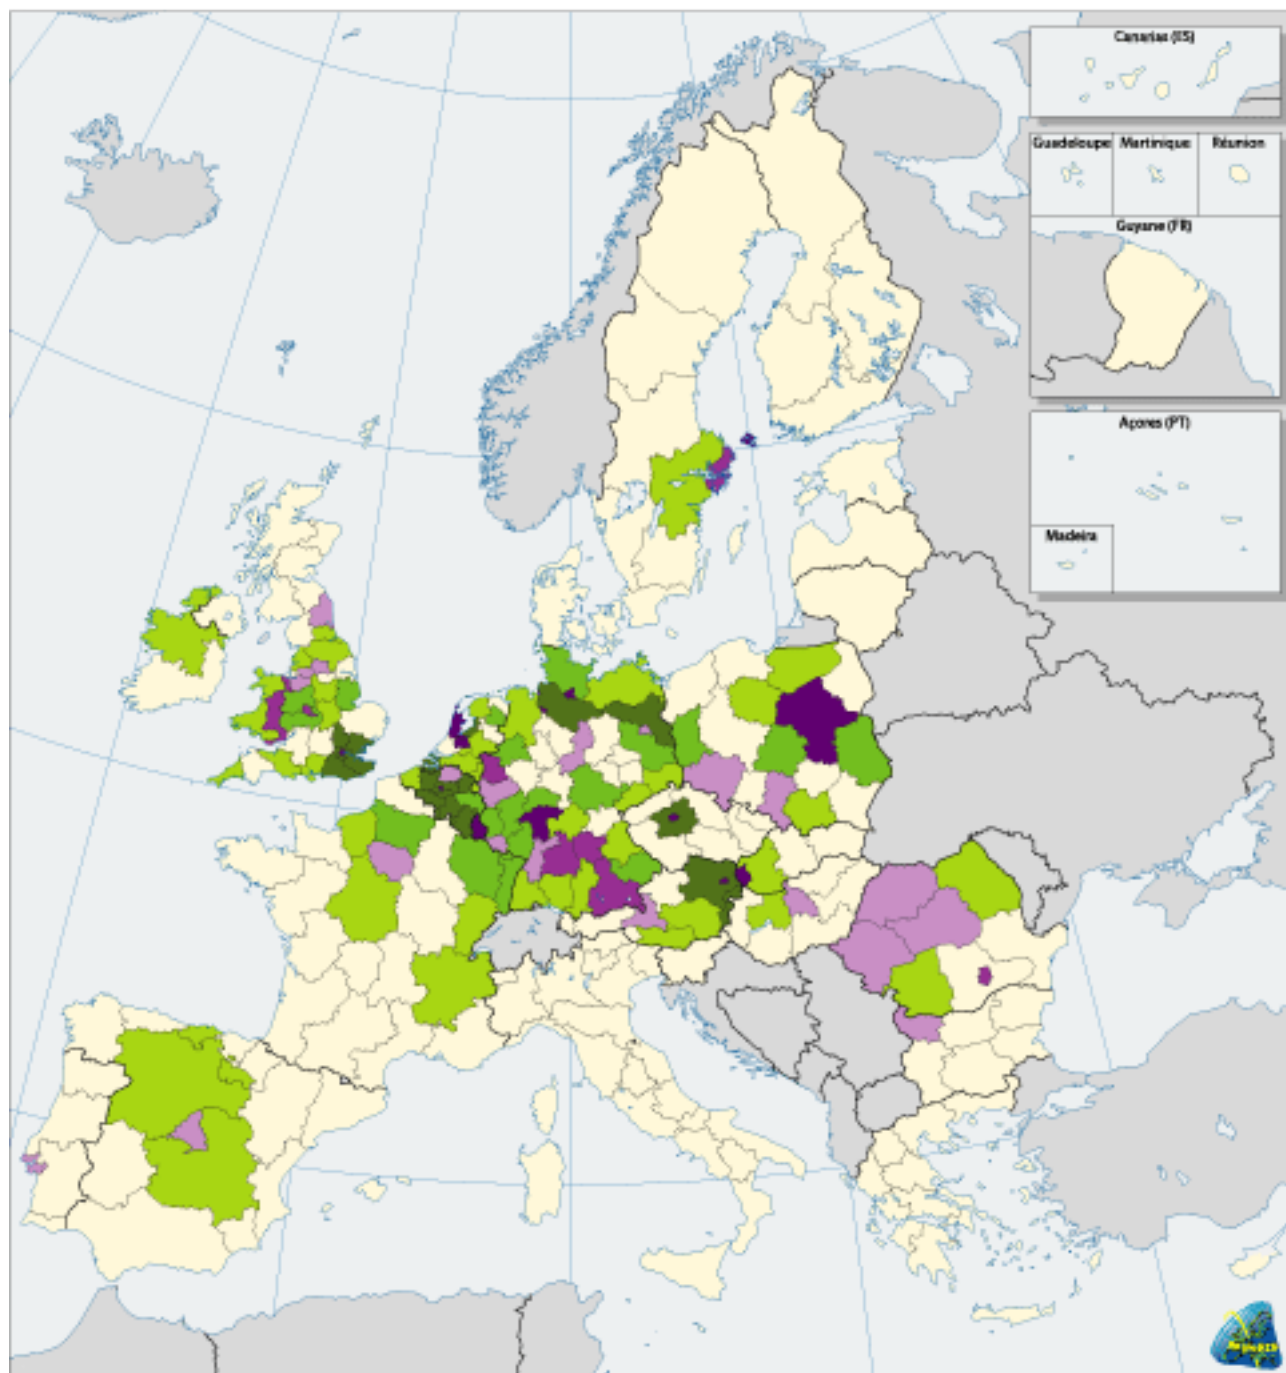 Canarias (ES)
Guadeloupe
Martinique
Réunion
Guyane (FR)
Açores (PT)
Madeira